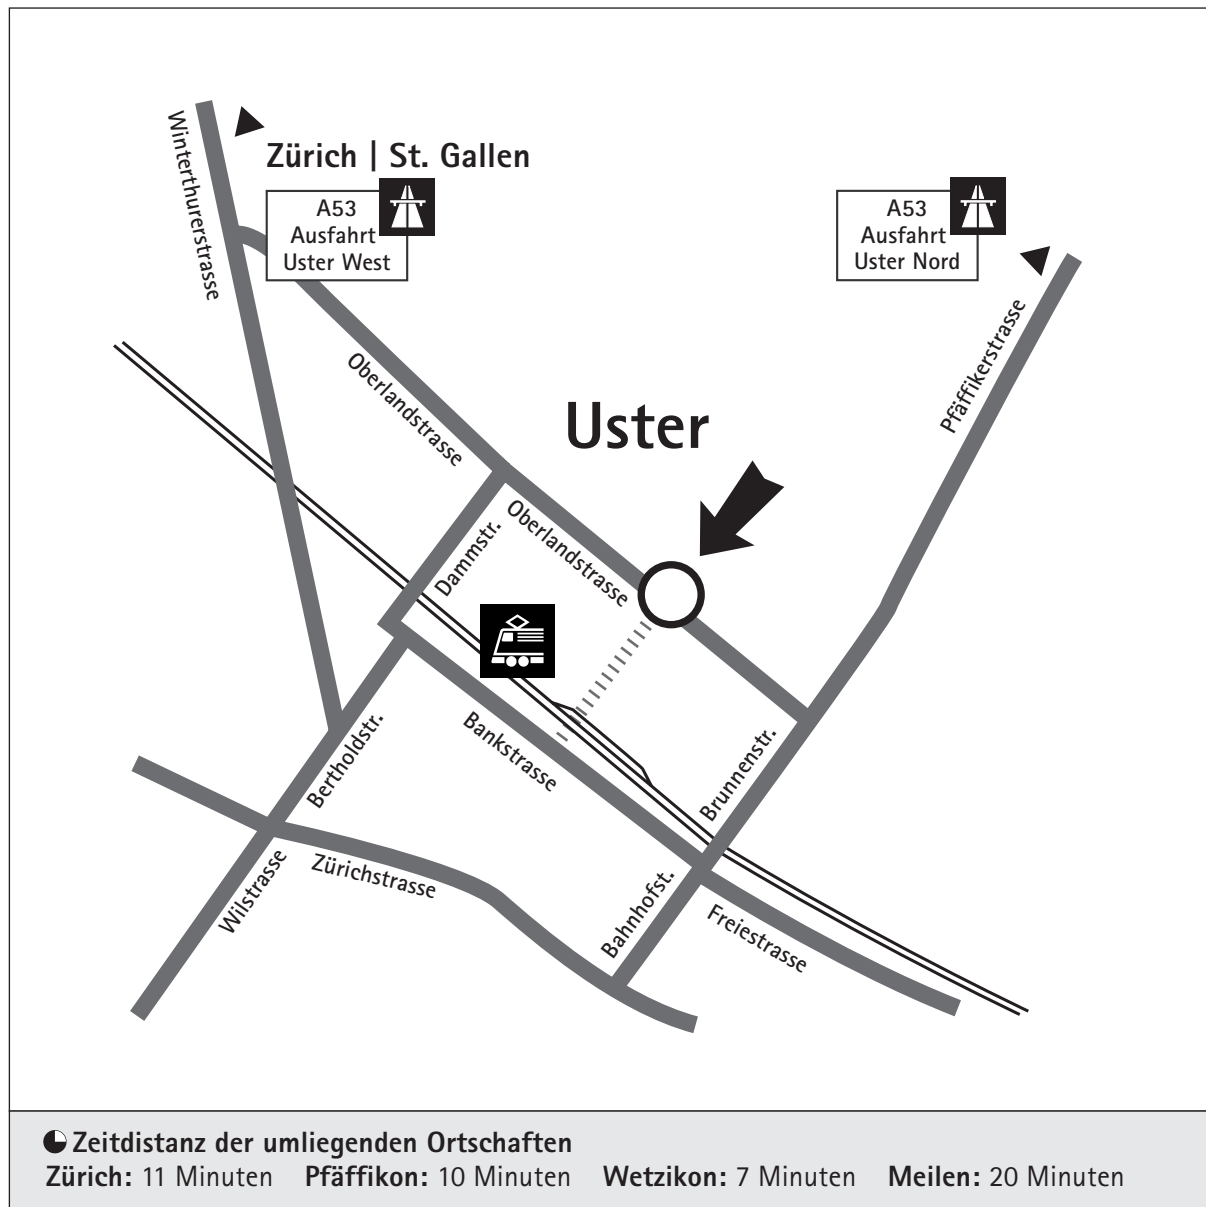 Winterthurerstrasse
Zürich | St. Gallen
A53
Ausfahrt
Uster West
A53
Ausfahrt
Uster Nord
Pfäffikerstrasse
Oberlandstrasse
Uster
Oberlandstrasse
Dammstr.
Bertholdstr.
Bankstrasse
Brunnenstr.
Wilstrasse
Zürichstrasse
Bahnhofst.
Freiestrasse
Zeitdistanz der umliegenden Ortschaften
Zürich: 11 Minuten Pfäffikon: 10 Minuten Wetzikon: 7 Minuten Meilen: 20 Minuten